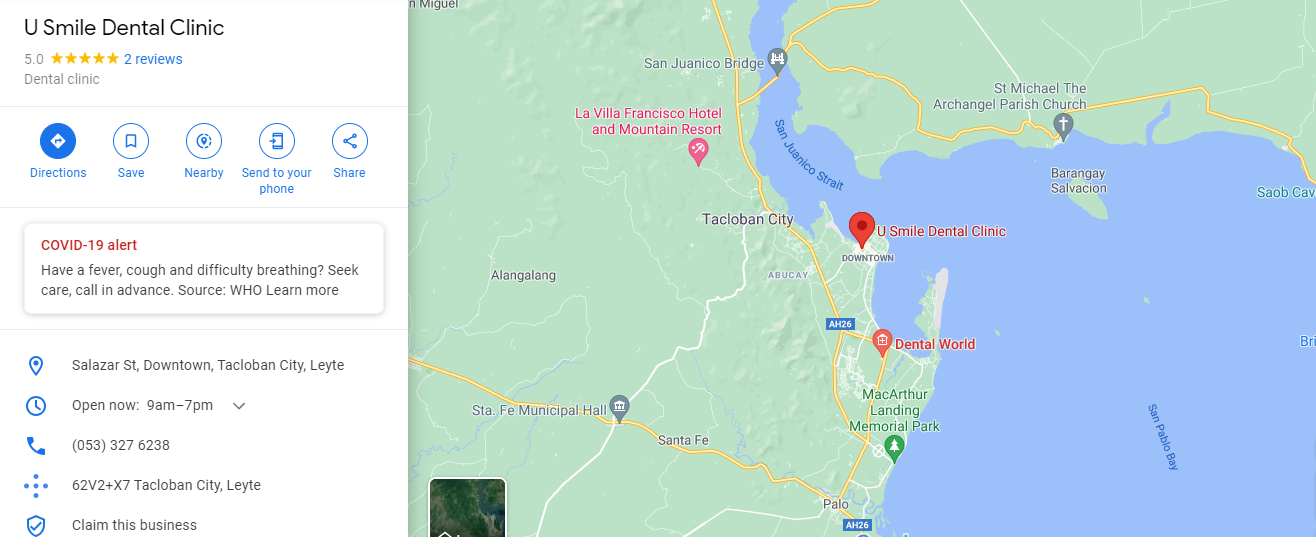 U Smile Dental Clinic
5.0
2 reviews
Dental clinic
Directions
Save
Nearby
Send to your
phone
Share
COVID-19 alert
Have a fever, cough and difficulty breathing? Seek
care, call in advance. Source: WHO Learn more
Salazar St, Downtown, Tacloban City, Leyte
Open now: 9am–7pm
(053) 327 6238
62V2+X7 Tacloban City, Leyte
Claim this business
n Miguel
San Juanico Bridge
St Michael The
Archangel Parish Church
La Villa Francisco Hotel
and Mountain Resort
San Juanico Strait
Barangay
Salvacion
Saob Cav
Tacloban City
U Smile Dental Clinic
DOWNTOWN
Alangalang
ABUCAY
AH26
Dental World
Bri
MacArthur
Landing
Memorial Park
Sta. Fe Municipal Hall
Santa Fe
San Pablo Bay
Palo
AH26